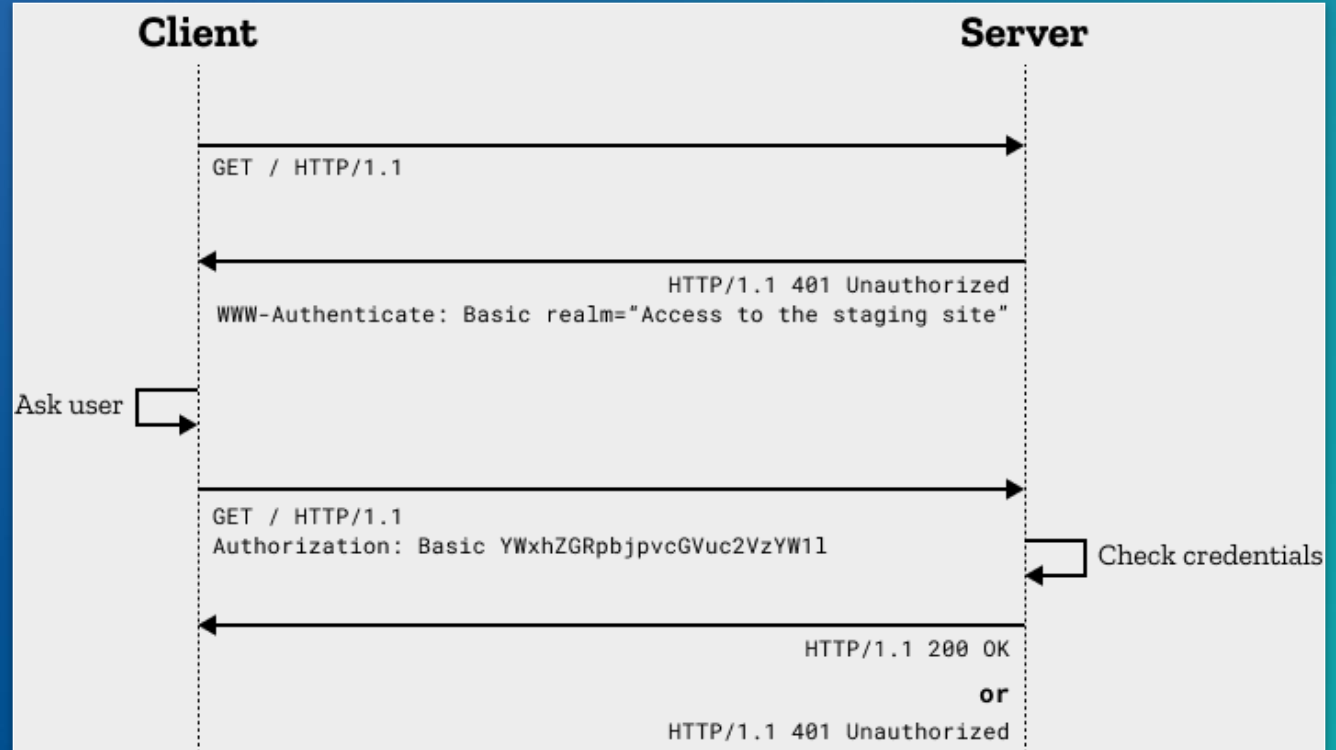 Client
Server
GET / HTTP/1.1
HTTP/1.1 401 Unauthorized
WWW-Authenticate: Basic realm="Access to the staging site"
Ask user
GET / HTTP/1.1
Authorization: Basic YWxhZGRpbjpvcGVuc2VzYW1l
Check credentials
HTTP/1.1 200 OK
or
HTTP/1.1 401 Unauthorized